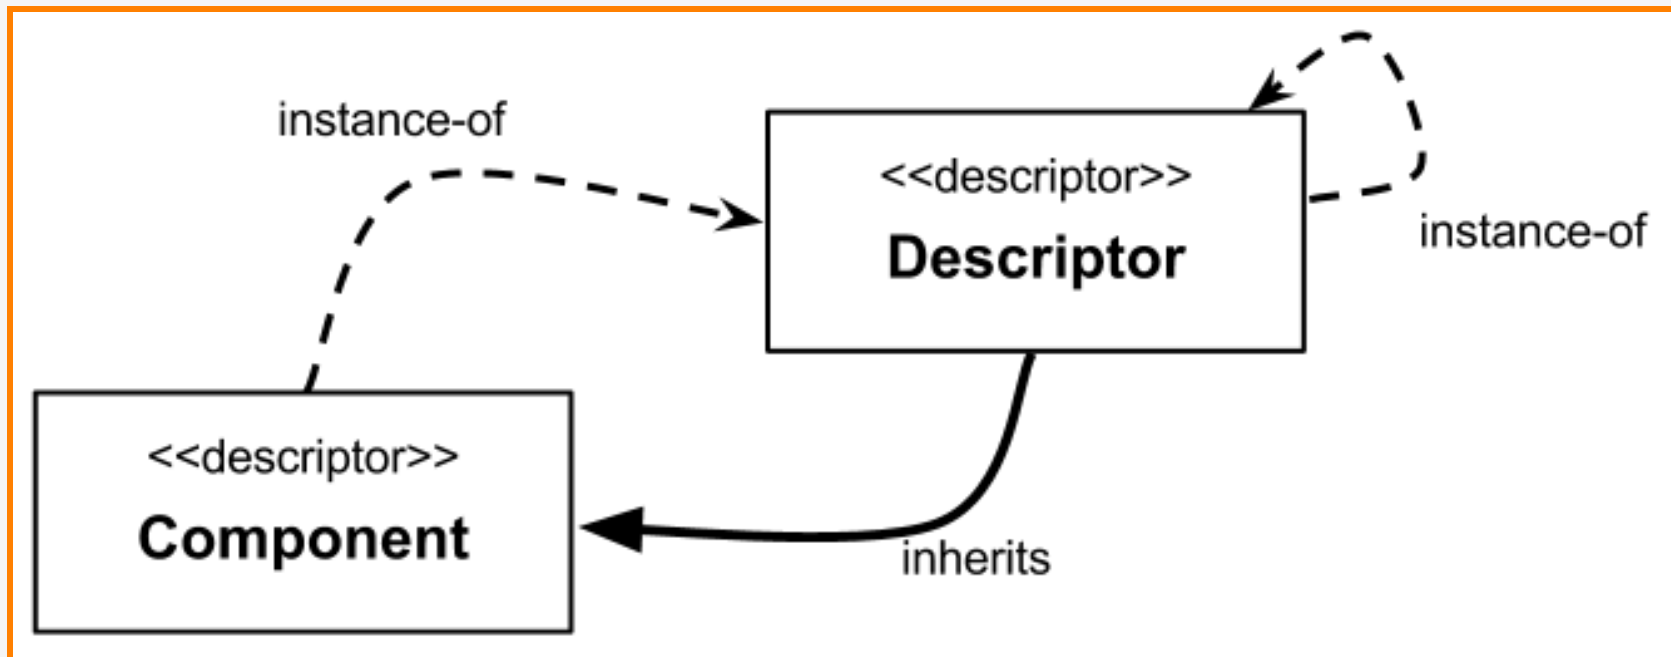 instance-of
<<descriptor>>
Descriptor
instance-of
<<descriptor>>
Component
inherits